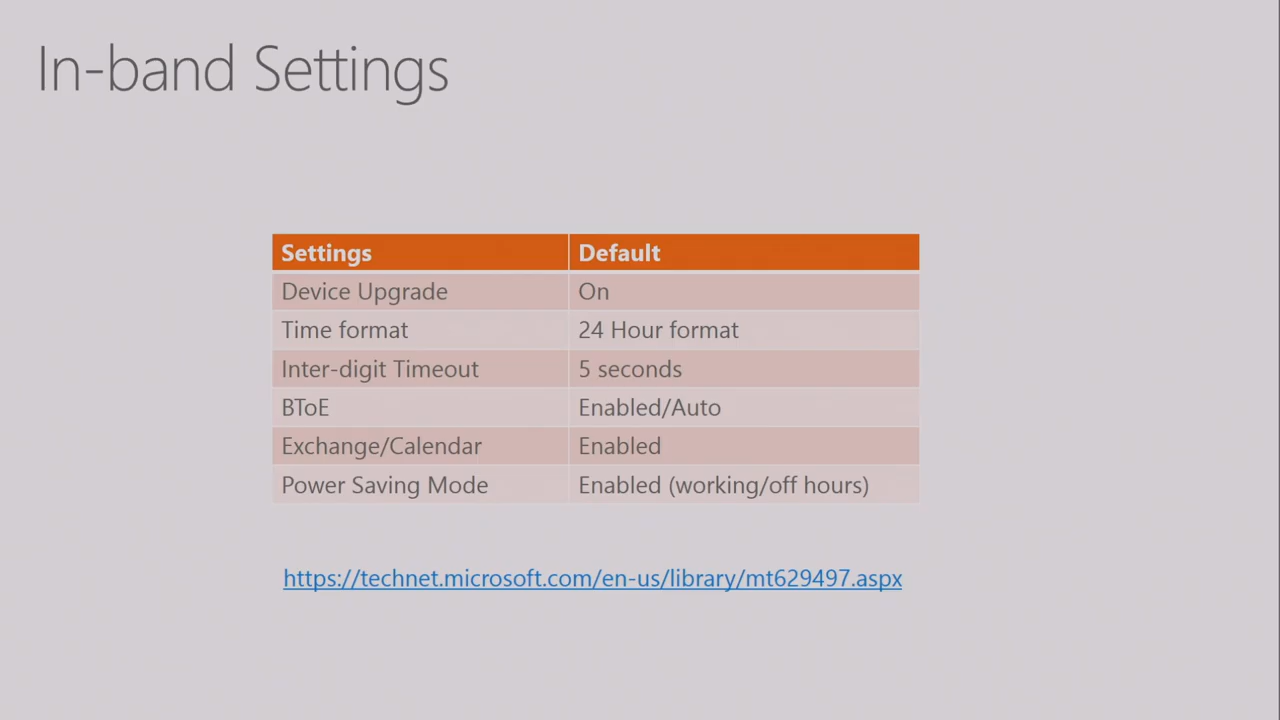 In-band Settings
Settings Default
Device Upgrade On
Time format 24 Hour format
Inter-digit Timeout 5 seconds
BToE Enabled/Auto
Exchange/Calendar Enabled
Power Saving Mode Enabled (working/off hours)
https://technet.microsoft.com/en-us/library/mt629497.aspx